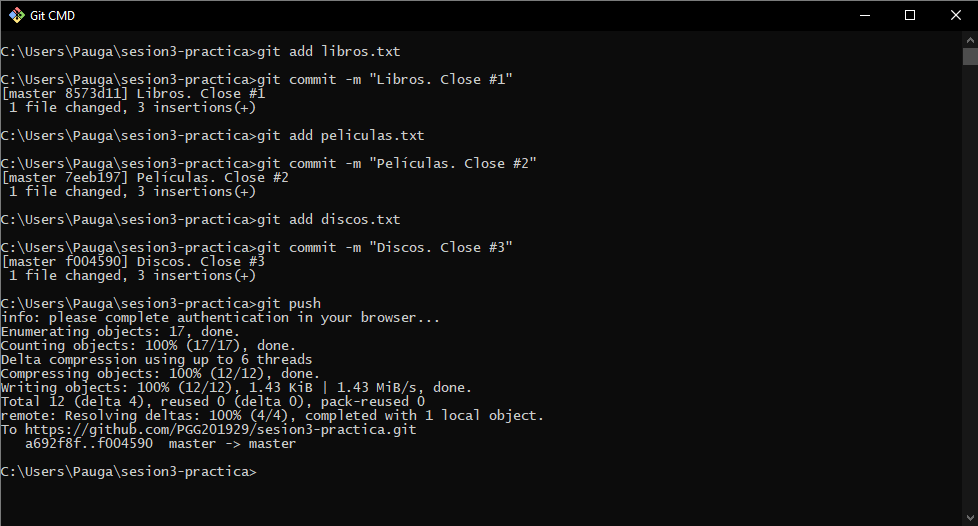 Git CMD
C:\Users\Pauga\sesion3-practica>git add libros.txt
C:\Users\Pauga\sesion3-practica>git commit -m "Libros. Close #1"
[master 8573d11] Libros. Close #1
 1 file changed, 3 insertions(+)
C:\Users\Pauga\sesion3-practica>git add peliculas.txt
C:\Users\Pauga\sesion3-practica>git commit -m "Películas. Close #2"
[master 7eeb197] Películas. Close #2
 1 file changed, 3 insertions(+)
C:\Users\Pauga\sesion3-practica>git add discos.txt
C:\Users\Pauga\sesion3-practica>git commit -m "Discos. Close #3"
[master f004590] Discos. Close #3
 1 file changed, 3 insertions(+)
C:\Users\Pauga\sesion3-practica>git push
info: please complete authentication in your browser...
Enumerating objects: 17, done.
Counting objects: 100% (17/17), done.
Delta compression using up to 6 threads
Compressing objects: 100% (12/12), done.
Writing objects: 100% (12/12), 1.43 KiB | 1.43 MiB/s, done.
Total 12 (delta 4), reused 0 (delta 0), pack-reused 0
remote: Resolving deltas: 100% (4/4), completed with 1 local object.
To https://github.com/PGG201929/sesion3-practica.git
   a692f8f..f004590  master -> master
C:\Users\Pauga\sesion3-practica>